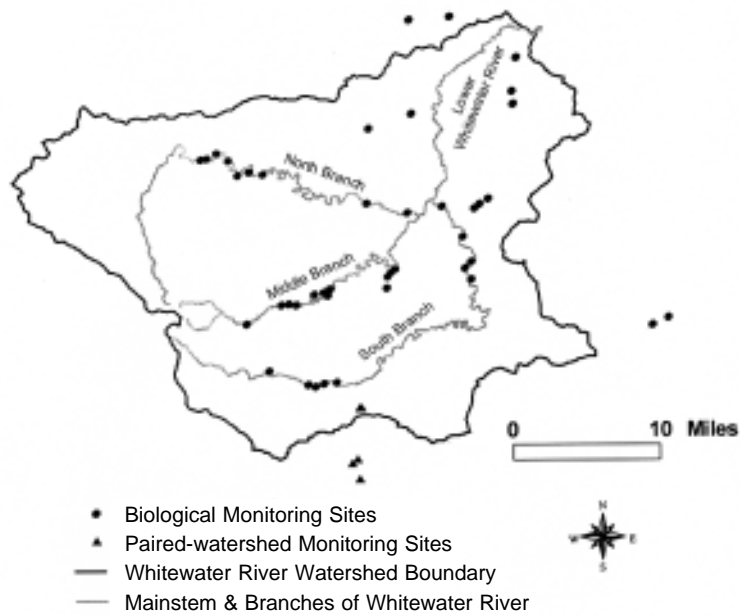 Lower
Whitewater River
North Branch
Middle Branch
South Branch
0 10 Miles
N
W E
S
Biological Monitoring Sites
Paired-watershed Monitoring Sites
Whitewater River Watershed Boundary
Mainstem & Branches of Whitewater River